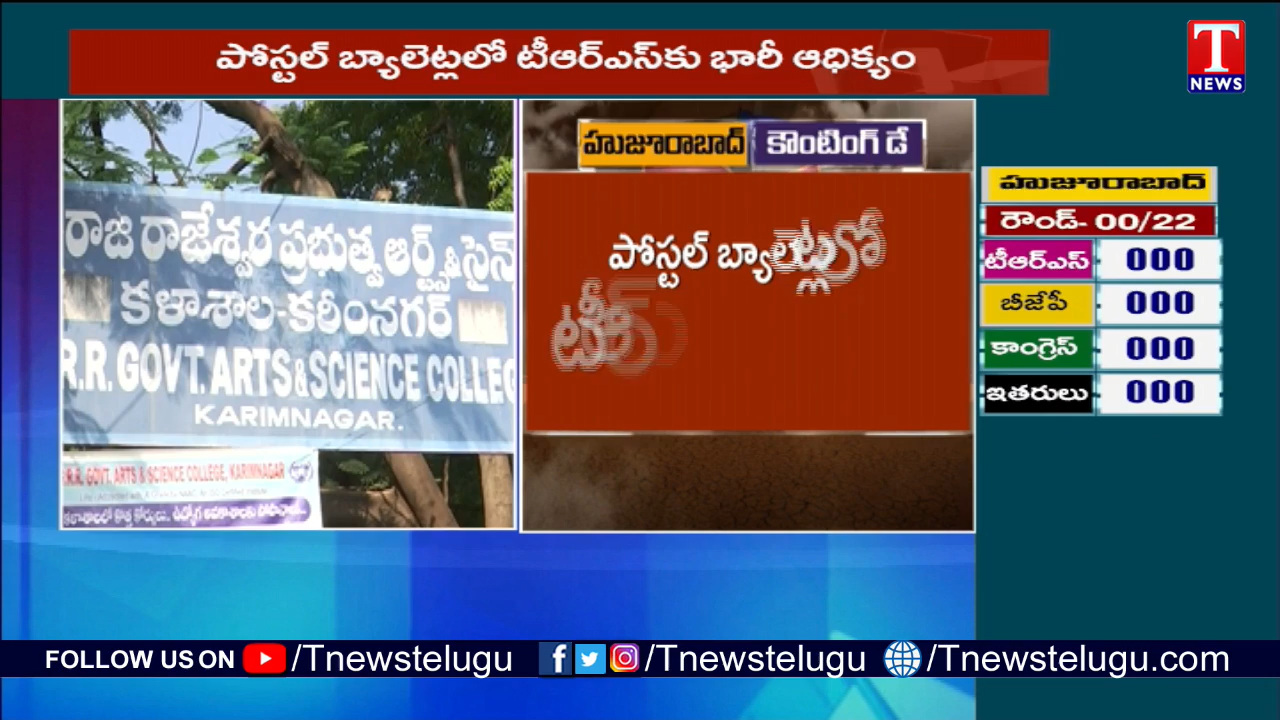 పోస్టల్ బ్యాలెట్లలో టీఆర్ఎస్‌కు భారీ ఆధిక్యం
T
NEWS
రాజ రాజేశ్వర ప్రభుత్వ ఆర్ట్స్&సైన్
కళాశాల-కరీంనగర్
R.R. GOVT. ARTS & SCIENCE COLLEG
KARIMNAGAR.
R.R. GOVT. ARTS & SCIENCE COLLEGE, KARIMNAGAR
హుజూరాబాద్ కౌంటింగ్ డే
పోస్టల్ బ్యాలెట్లలో
హుజూరాబాద్
రౌండ్- 00/22
టీఆర్ఎస్ 000
బీజేపీ 000
కాంగ్రెస్ 000
ఇతరులు 000
FOLLOW US ON /Tnewstelugu /Tnewstelugu /Tnewstelugu.com